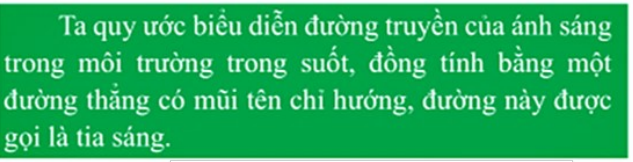 Ta quy ước biểu diễn đường truyền của ánh sáng
trong môi trường trong suốt, đồng tính bằng một
đường thẳng có mũi tên chỉ hướng, đường này được
gọi là tia sáng.